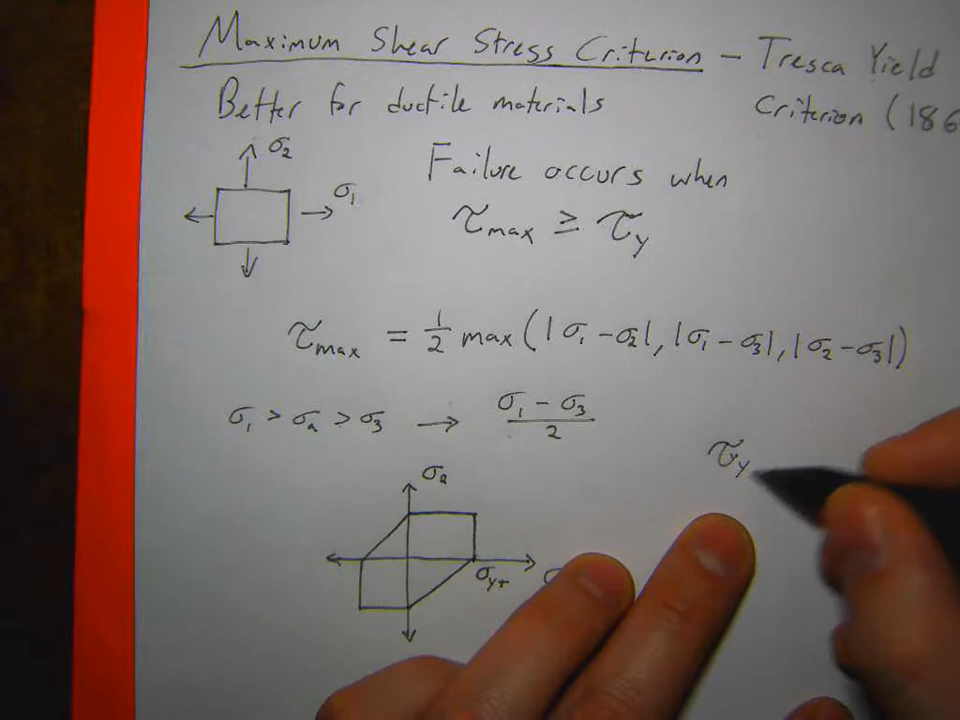 Maximum Shear Stress Criterion – Tresca Yield
Better for ductile materials
Criterion (186
σ₂
σ₁
Failure occurs when
τmax ≥ τy
τmax = 1/2 max(|σ₁ - σ₂|, |σ₁ - σ₃|, |σ₂ - σ₃|)
σ₁ > σ₂ > σ₃ → (σ₁ - σ₃)/2
τy
σ₂
σyt